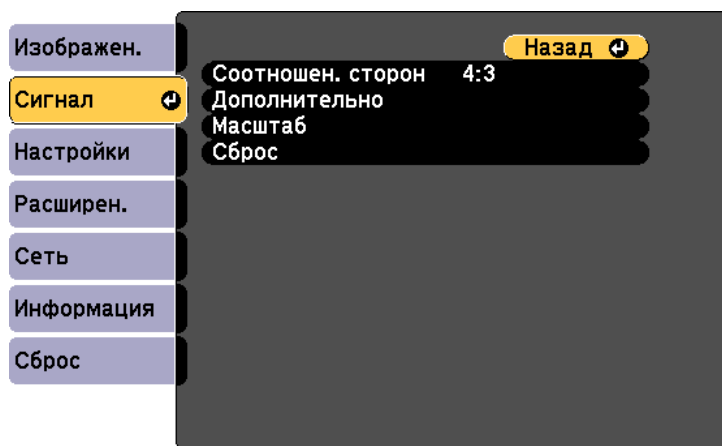 Изображен.
Сигнал
Настройки
Расширен.
Сеть
Информация
Сброс
Назад
Соотношен. сторон 4:3
Дополнительно
Масштаб
Сброс